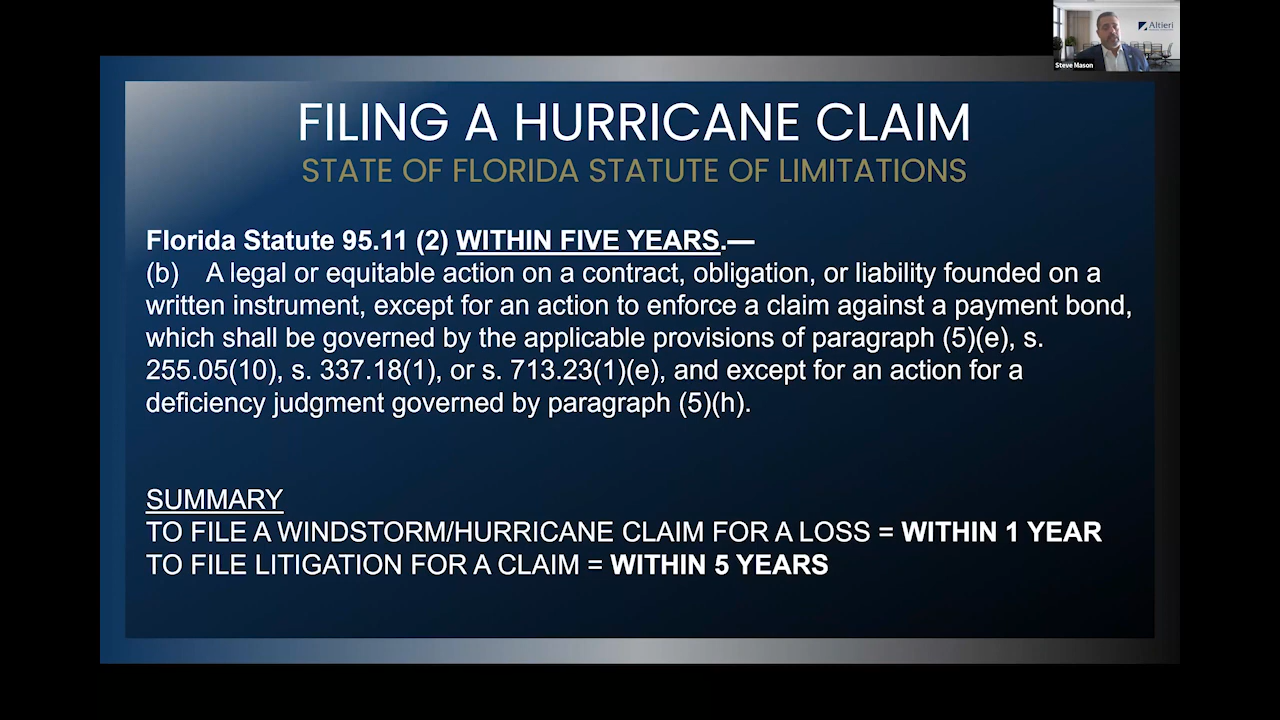 Altieri
Steve Mason
FILING A HURRICANE CLAIM
STATE OF FLORIDA STATUTE OF LIMITATIONS
Florida Statute 95.11 (2) WITHIN FIVE YEARS.—
(b) A legal or equitable action on a contract, obligation, or liability founded on a
written instrument, except for an action to enforce a claim against a payment bond,
which shall be governed by the applicable provisions of paragraph (5)(e), s.
255.05(10), s. 337.18(1), or s. 713.23(1)(e), and except for an action for a
deficiency judgment governed by paragraph (5)(h).
SUMMARY
TO FILE A WINDSTORM/HURRICANE CLAIM FOR A LOSS = WITHIN 1 YEAR
TO FILE LITIGATION FOR A CLAIM = WITHIN 5 YEARS